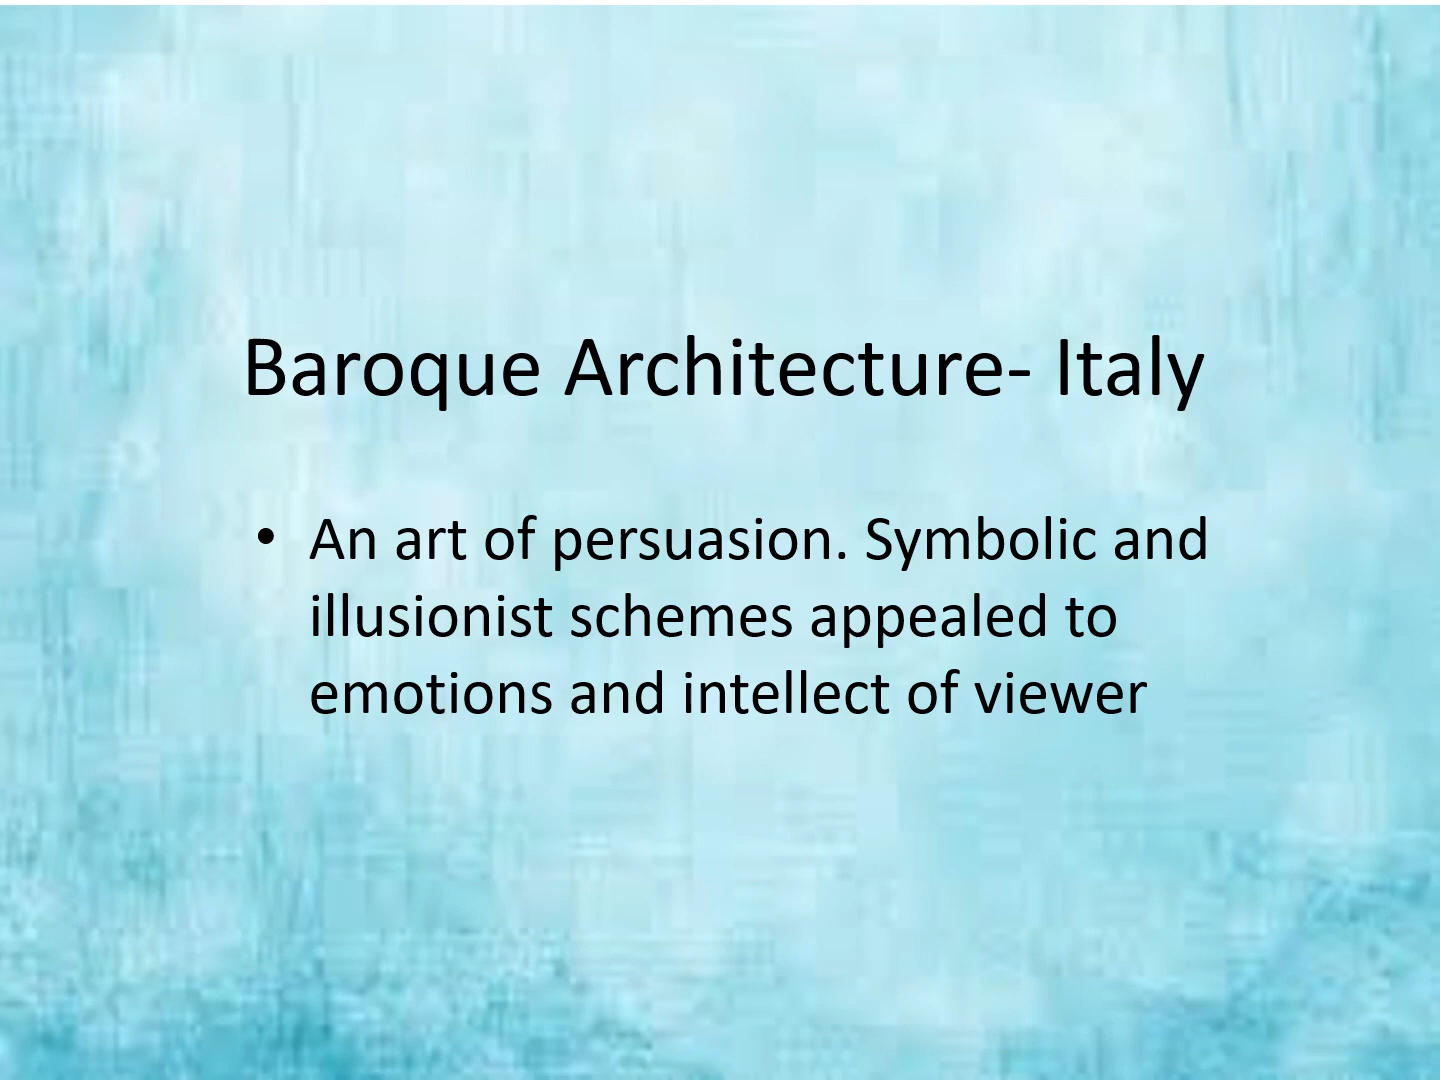 Baroque Architecture- Italy
• An art of persuasion. Symbolic and
illusionist schemes appealed to
emotions and intellect of viewer